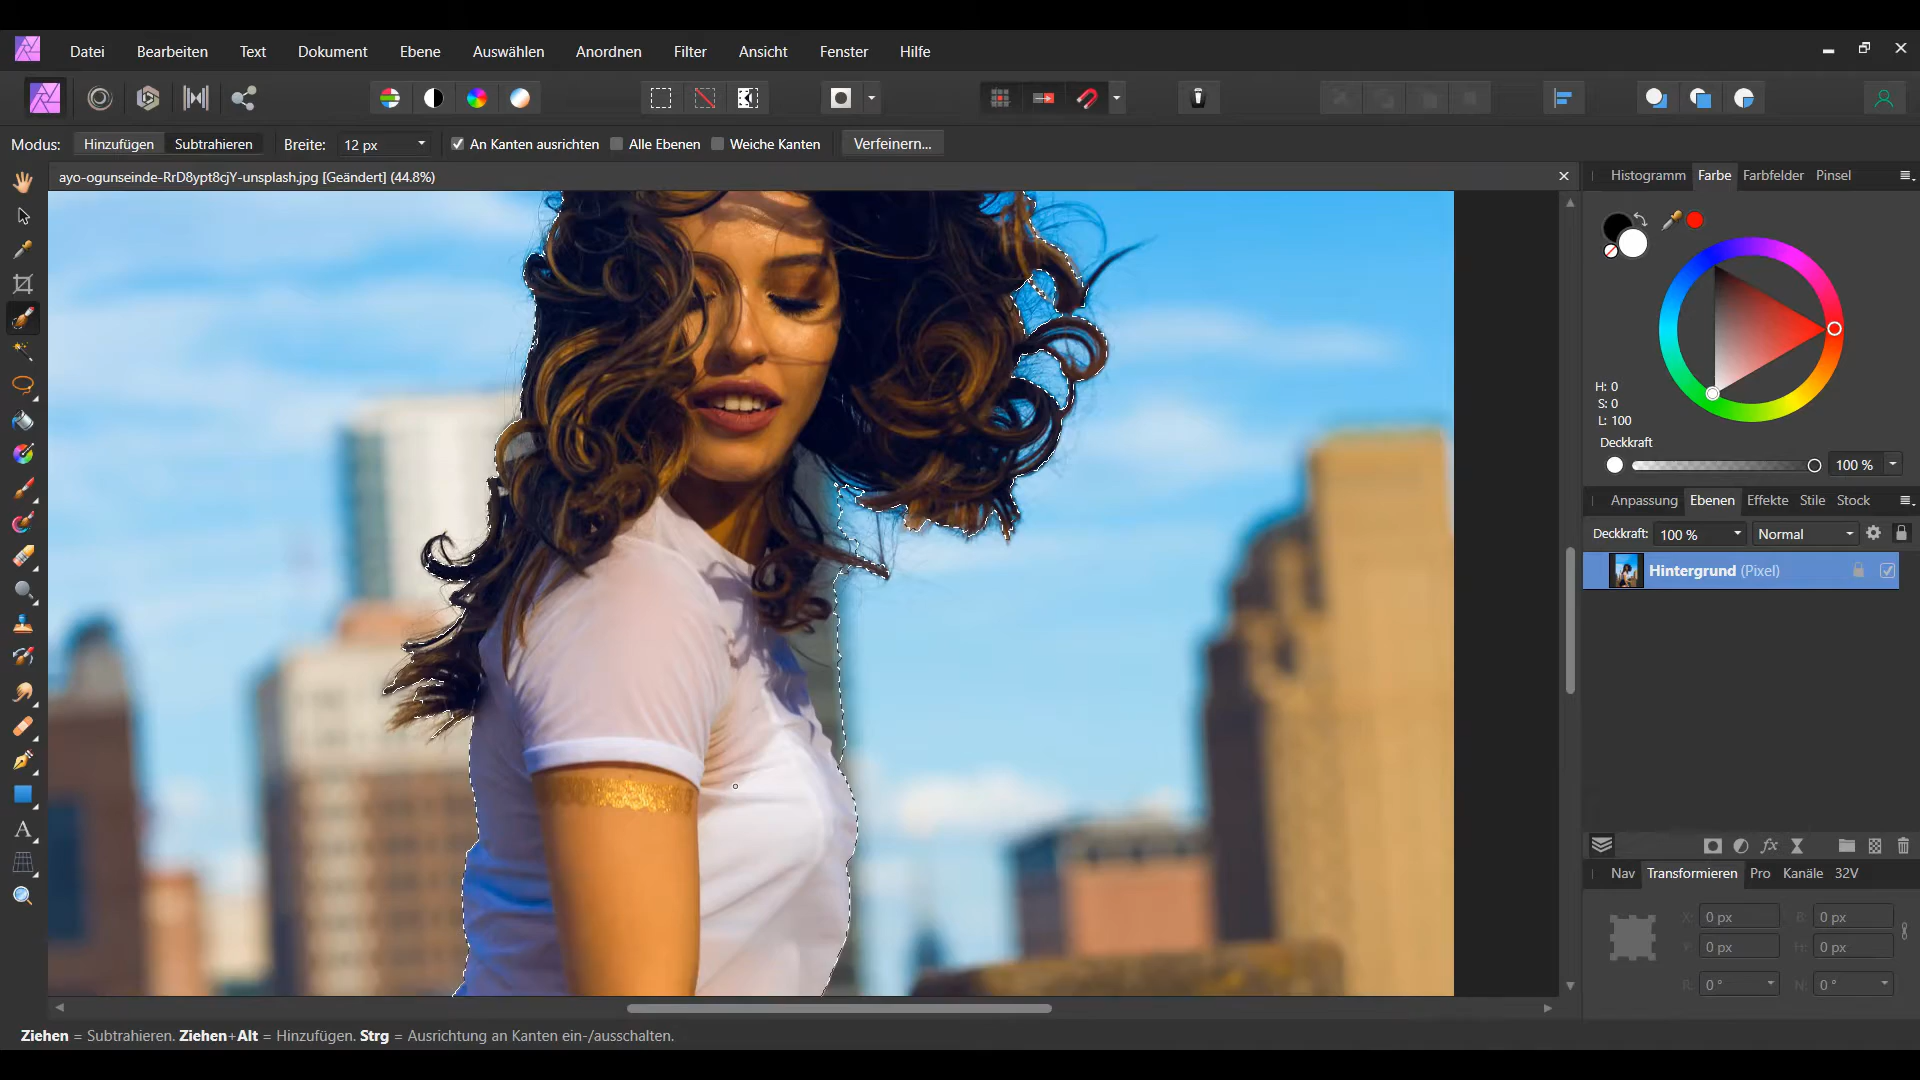 Datei Bearbeiten Text Dokument Ebene Auswählen Anordnen Filter Ansicht Fenster Hilfe
Modus: Hinzufügen Subtrahieren Breite: 12 px An Kanten ausrichten Alle Ebenen Weiche Kanten Verfeinern...
ayo-ogunseinde-RrD8ypt8cjY-unsplash.jpg [Geändert] (44.8%)
Histogramm Farbe Farbfelder Pinsel
H: 0
S: 0
L: 100
Deckkraft
100 %
Anpassung Ebenen Effekte Stile Stock
Deckkraft: 100 % Normal
Hintergrund (Pixel)
fx
Nav Transformieren Pro Kanäle 32V
X: 0 px B: 0 px
Y: 0 px H: 0 px
R: 0 ° N: 0 °
A
Ziehen = Subtrahieren. Ziehen+Alt = Hinzufügen. Strg = Ausrichtung an Kanten ein-/ausschalten.